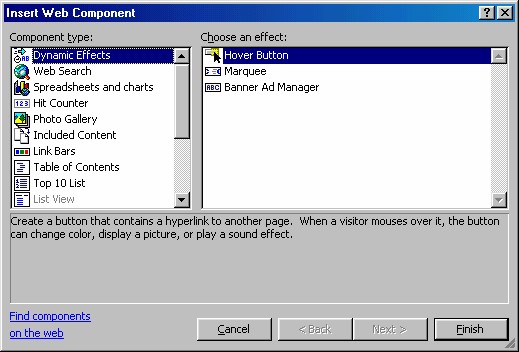 Insert Web Component
Component type:
Dynamic Effects
Web Search
Spreadsheets and charts
123
Hit Counter
Photo Gallery
Included Content
Link Bars
Table of Contents
Top 10 List
List View
Choose an effect:
Hover Button
Marquee
ABC
Banner Ad Manager
Create a button that contains a hyperlink to another page.  When a visitor mouses over it, the button
can change color, display a picture, or play a sound effect.
Find components
on the web
Cancel
< Back
Next >
Finish